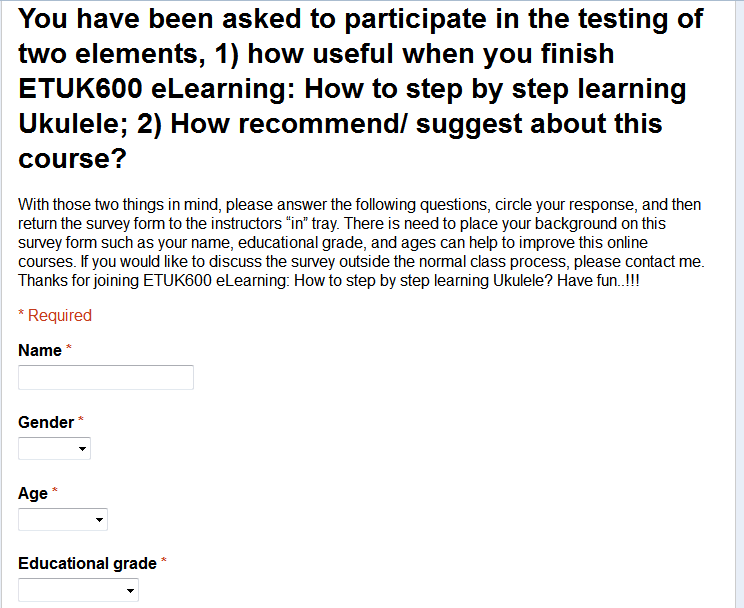 You have been asked to participate in the testing of
two elements, 1) how useful when you finish
ETUK600 eLearning: How to step by step learning
Ukulele; 2) How recommend/ suggest about this
course?
With those two things in mind, please answer the following questions, circle your response, and then
return the survey form to the instructors “in” tray. There is need to place your background on this
survey form such as your name, educational grade, and ages can help to improve this online
courses. If you would like to discuss the survey outside the normal class process, please contact me.
Thanks for joining ETUK600 eLearning: How to step by step learning Ukulele? Have fun..!!!
* Required
Name *
Gender *
Age *
Educational grade *